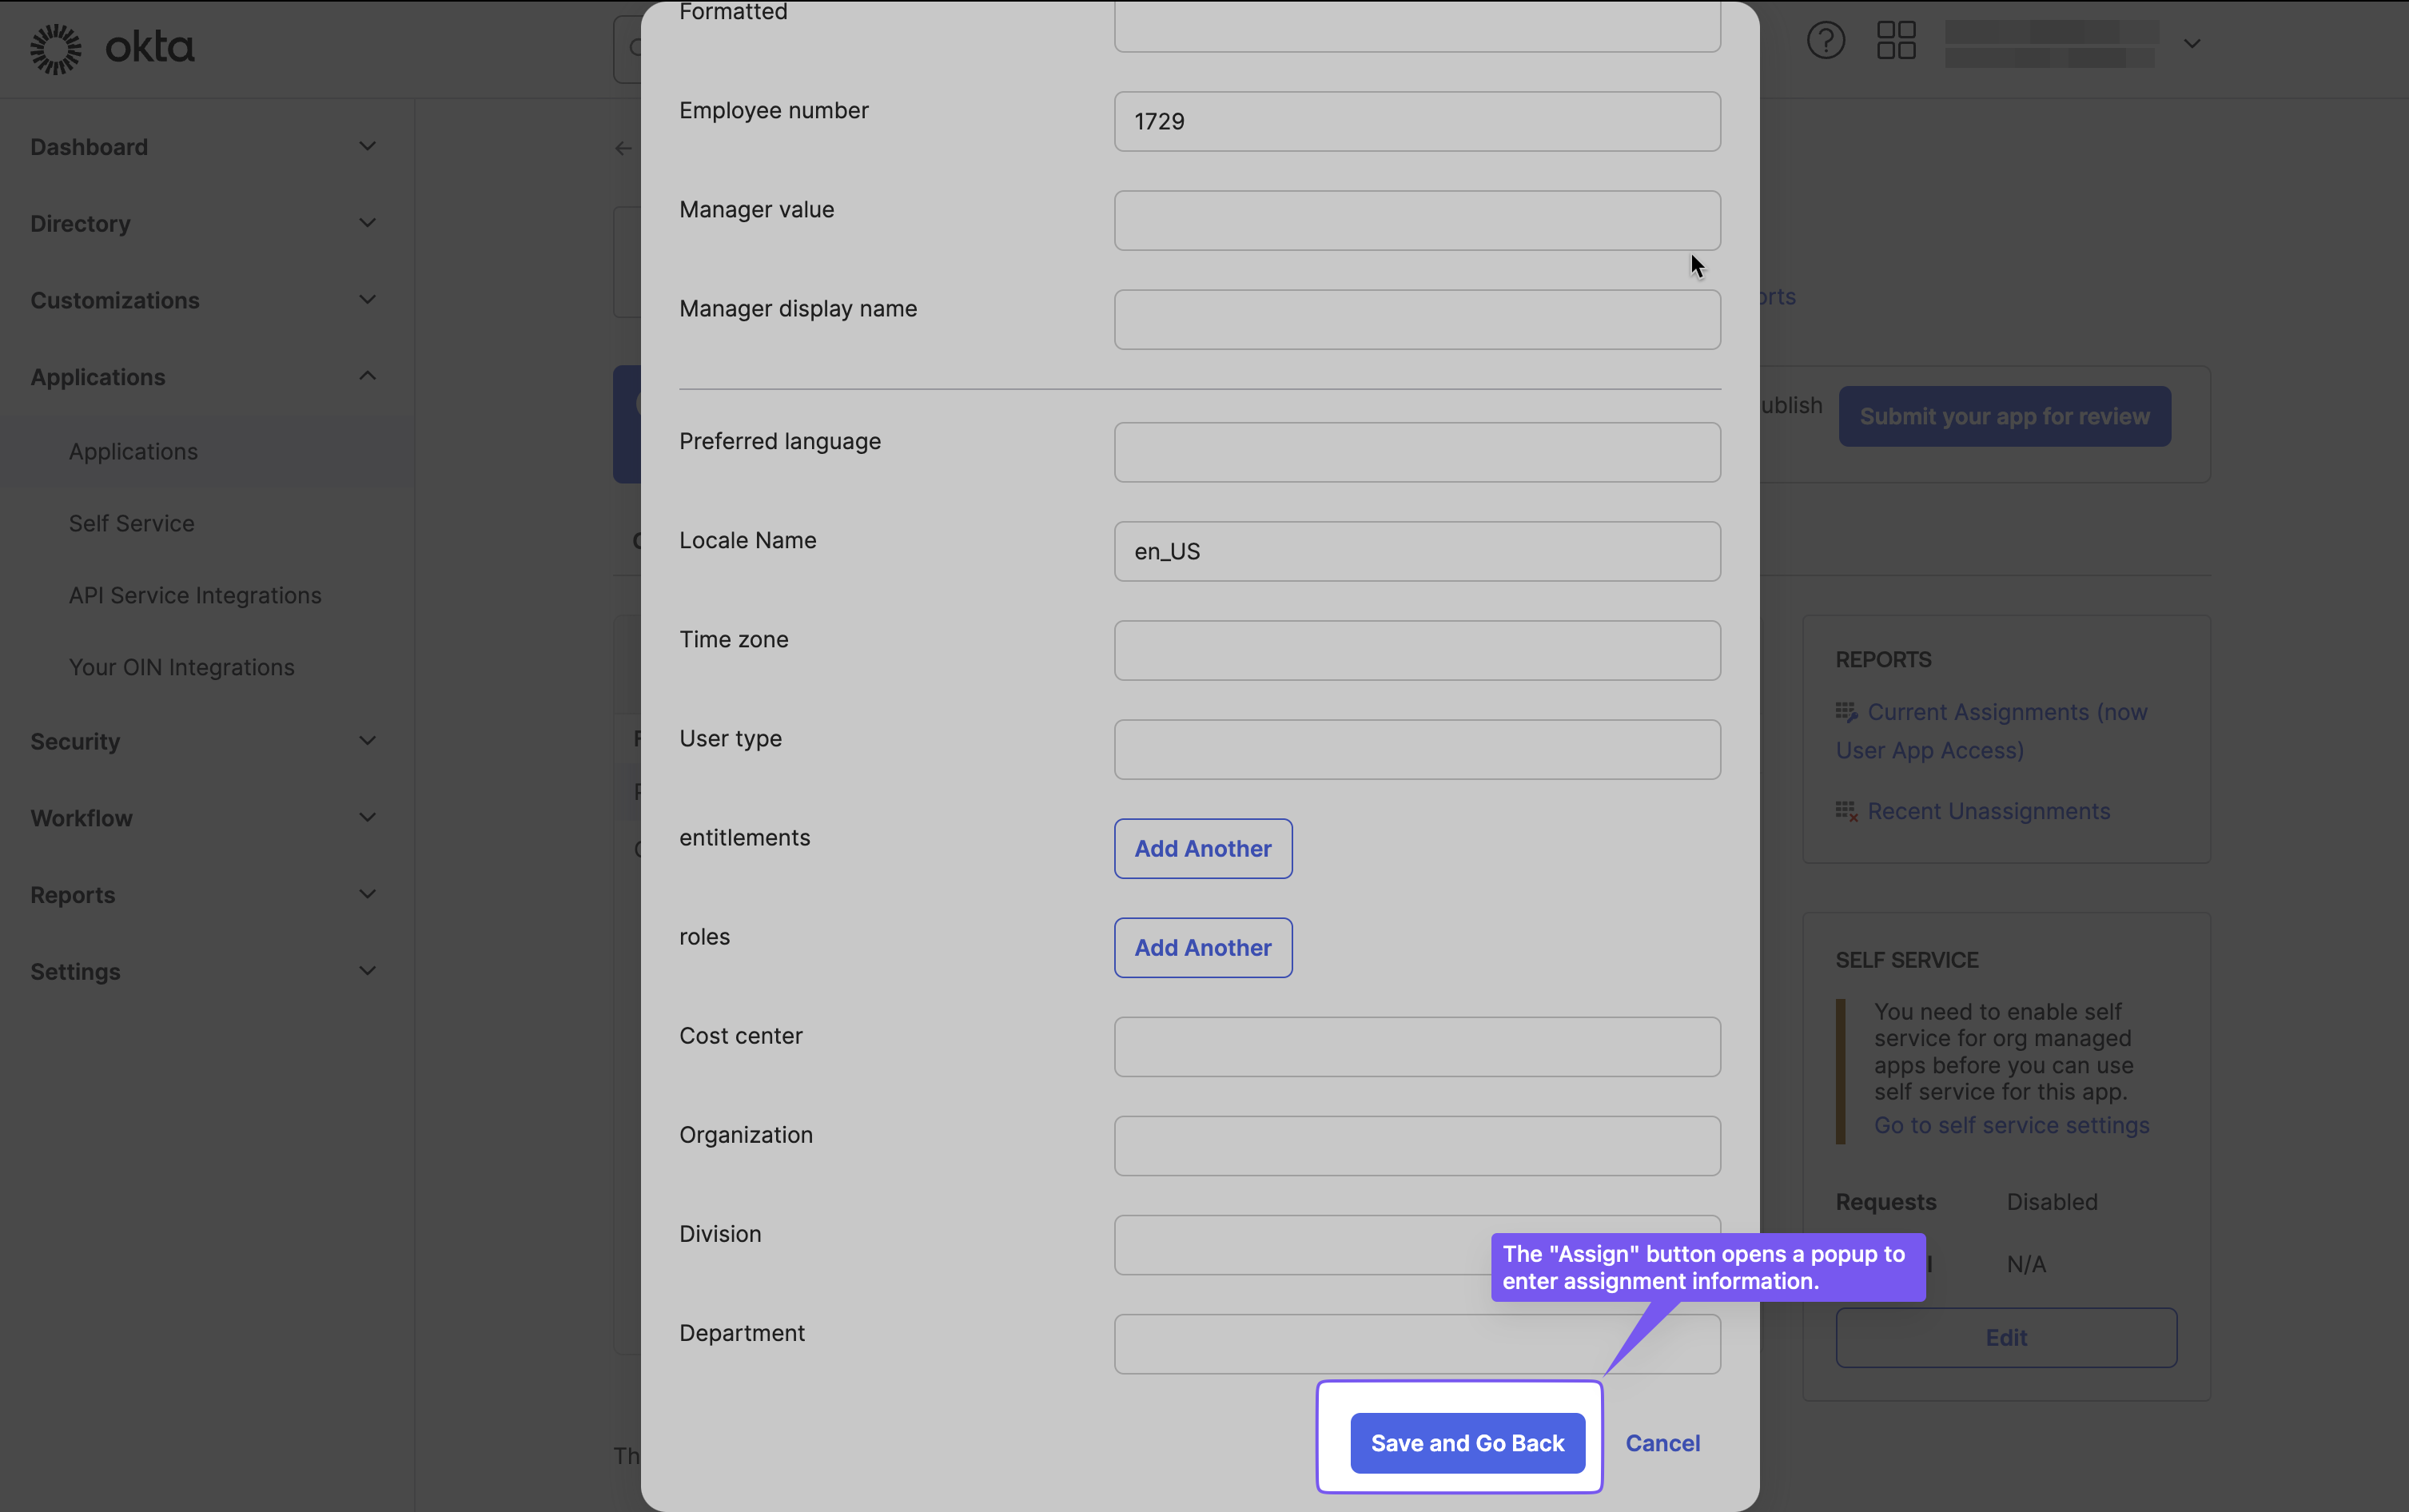 okta
Dashboard
Directory
Customizations
Applications
Applications
Self Service
API Service Integrations
Your OIN Integrations
Security
Workflow
Reports
Settings
Formatted
Employee number
1729
Manager value
Manager display name
Preferred language
Locale Name
en_US
Time zone
User type
entitlements
Add Another
roles
Add Another
Cost center
Organization
Division
Department
The "Assign" button opens a popup to
enter assignment information.
Save and Go Back
Cancel
Th
orts
ublish
Submit your app for review
REPORTS
Current Assignments (now
User App Access)
Recent Unassignments
SELF SERVICE
You need to enable self
service for org managed
apps before you can use
self service for this app.
Go to self service settings
Requests
Disabled
N/A
Edit